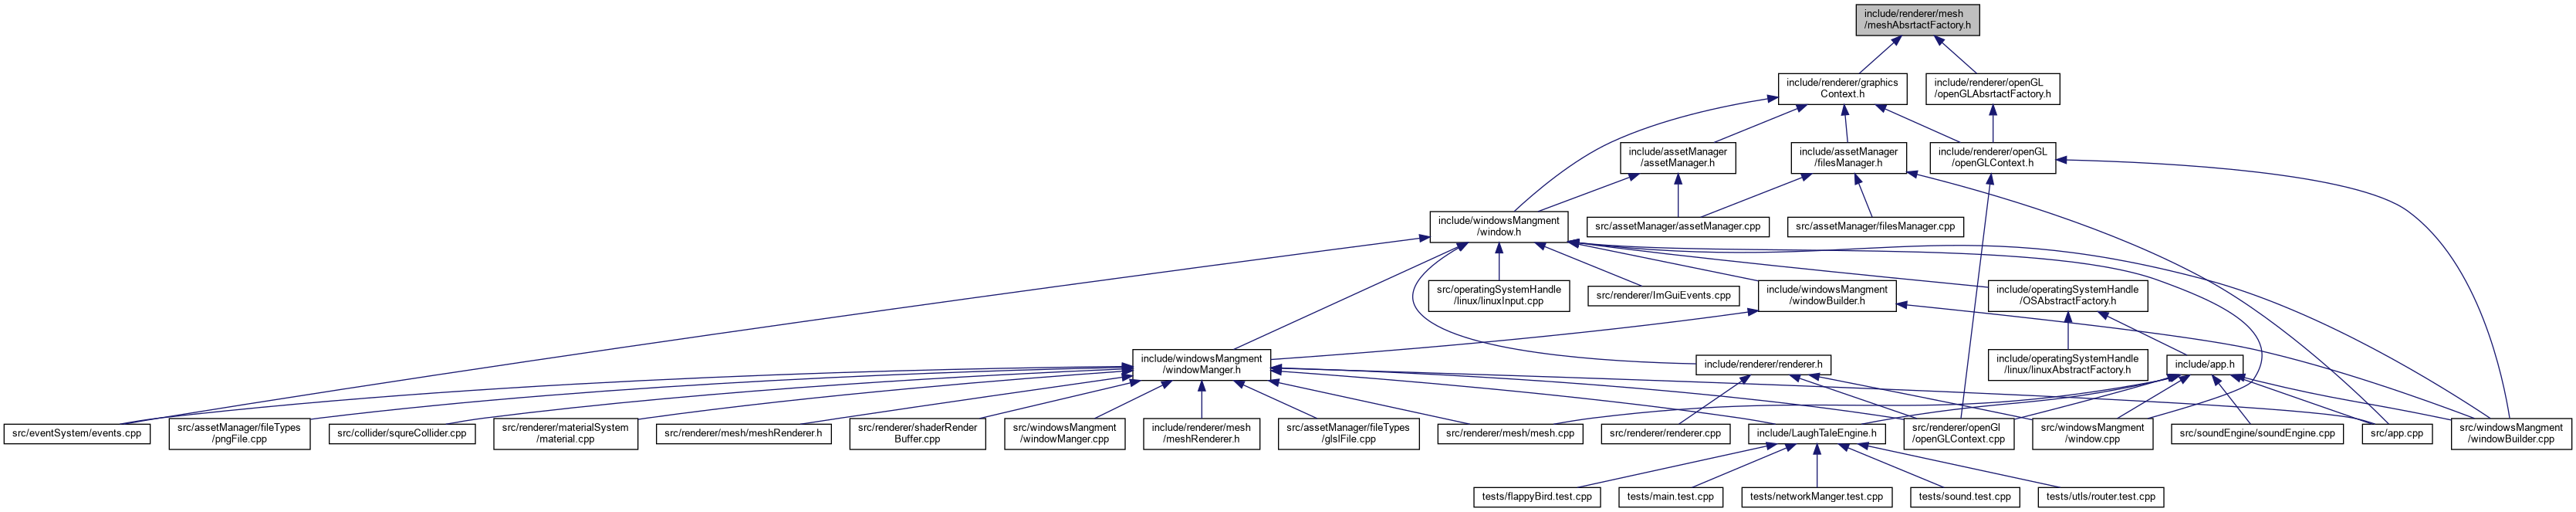 include/renderer/mesh
/meshAbsrtactFactory.h
include/renderer/graphics
Context.h
include/renderer/openGL
/openGLAbsrtactFactory.h
include/assetManager
/assetManager.h
include/assetManager
/filesManager.h
include/renderer/openGL
/openGLContext.h
include/windowsMangment
/window.h
src/assetManager/assetManager.cpp
src/assetManager/filesManager.cpp
src/operatingSystemHandle
/linux/linuxInput.cpp
src/renderer/ImGuiEvents.cpp
include/windowsMangment
/windowBuilder.h
include/operatingSystemHandle
/OSAbstractFactory.h
include/windowsMangment
/windowManger.h
include/renderer/renderer.h
include/operatingSystemHandle
/linux/linuxAbstractFactory.h
include/app.h
src/eventSystem/events.cpp
src/assetManager/fileTypes
/pngFile.cpp
src/collider/squreCollider.cpp
src/renderer/materialSystem
/material.cpp
src/renderer/mesh/meshRenderer.h
src/renderer/shaderRender
Buffer.cpp
src/windowsMangment
/windowManger.cpp
include/renderer/mesh
/meshRenderer.h
src/assetManager/fileTypes
/glslFile.cpp
src/renderer/mesh/mesh.cpp
src/renderer/renderer.cpp
include/LaughTaleEngine.h
src/renderer/openGl
/openGLContext.cpp
src/windowsMangment
/window.cpp
src/soundEngine/soundEngine.cpp
src/app.cpp
src/windowsMangment
/windowBuilder.cpp
tests/flappyBird.test.cpp
tests/main.test.cpp
tests/networkManger.test.cpp
tests/sound.test.cpp
tests/utls/router.test.cpp